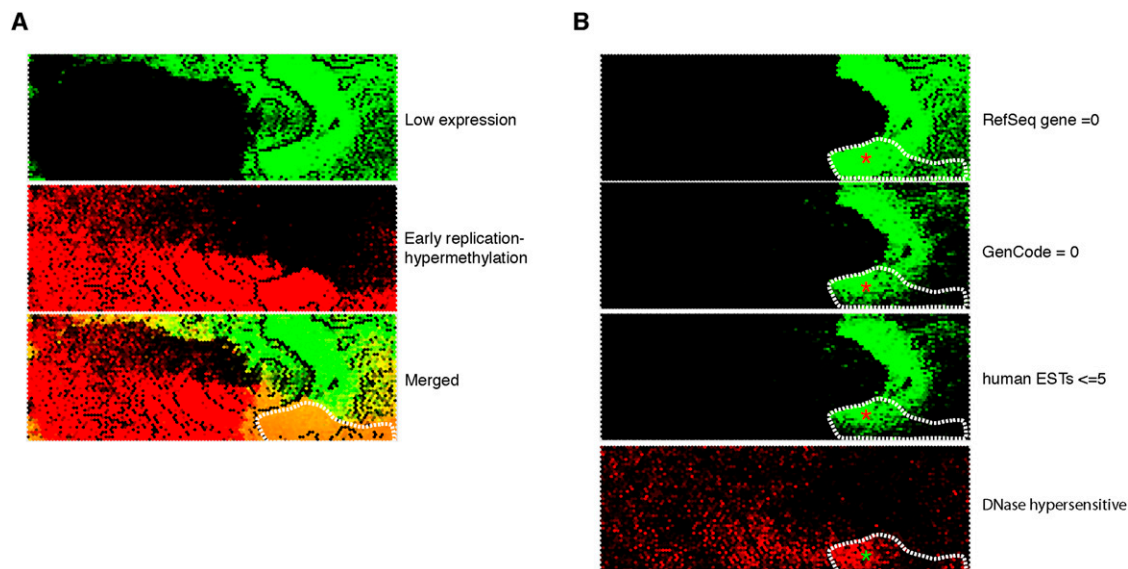 A
Low expression
Early replication-
hypermethylation
Merged
B
RefSeq gene =0
GenCode = 0
human ESTs <=5
DNase hypersensitive